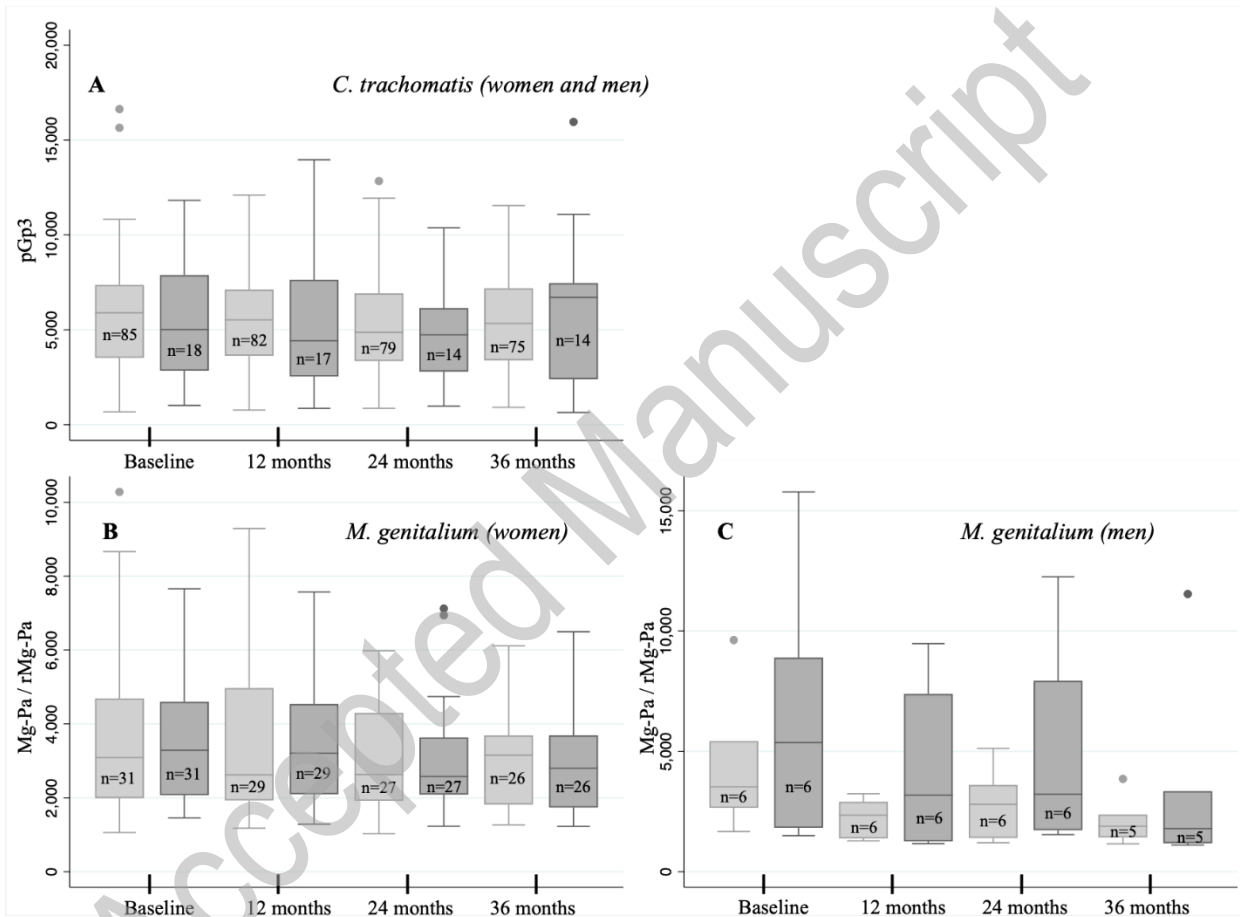 20,000
15,000
10,000
5,000
0
pGp3
A
C. trachomatis (women and men)
n=85
n=18
n=82
n=17
n=79
n=14
n=75
n=14
Baseline
12 months
24 months
36 months
10,000
8,000
6,000
4,000
2,000
0
Mg-Pa / rMg-Pa
B
M. genitalium (women)
n=31
n=31
n=29
n=29
n=27
n=27
n=26
n=26
Baseline
12 months
24 months
36 months
15,000
10,000
5,000
0
Mg-Pa / rMg-Pa
C
M. genitalium (men)
n=6
n=6
n=6
n=6
n=6
n=6
n=5
n=5
Baseline
12 months
24 months
36 months
Accepted Manuscript